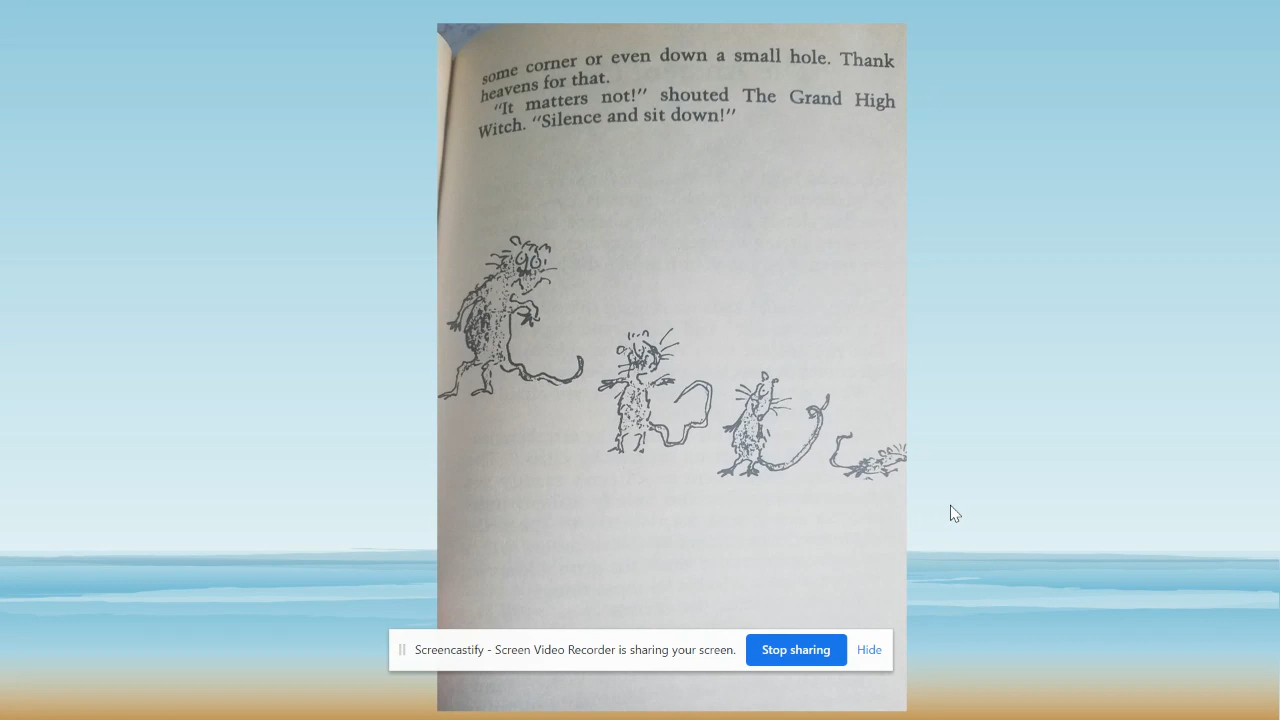 some corner or even down a small hole. Thank
heavens for that.
“It matters not!” shouted The Grand High
Witch. “Silence and sit down!”
Screencastify - Screen Video Recorder is sharing your screen. Stop sharing Hide